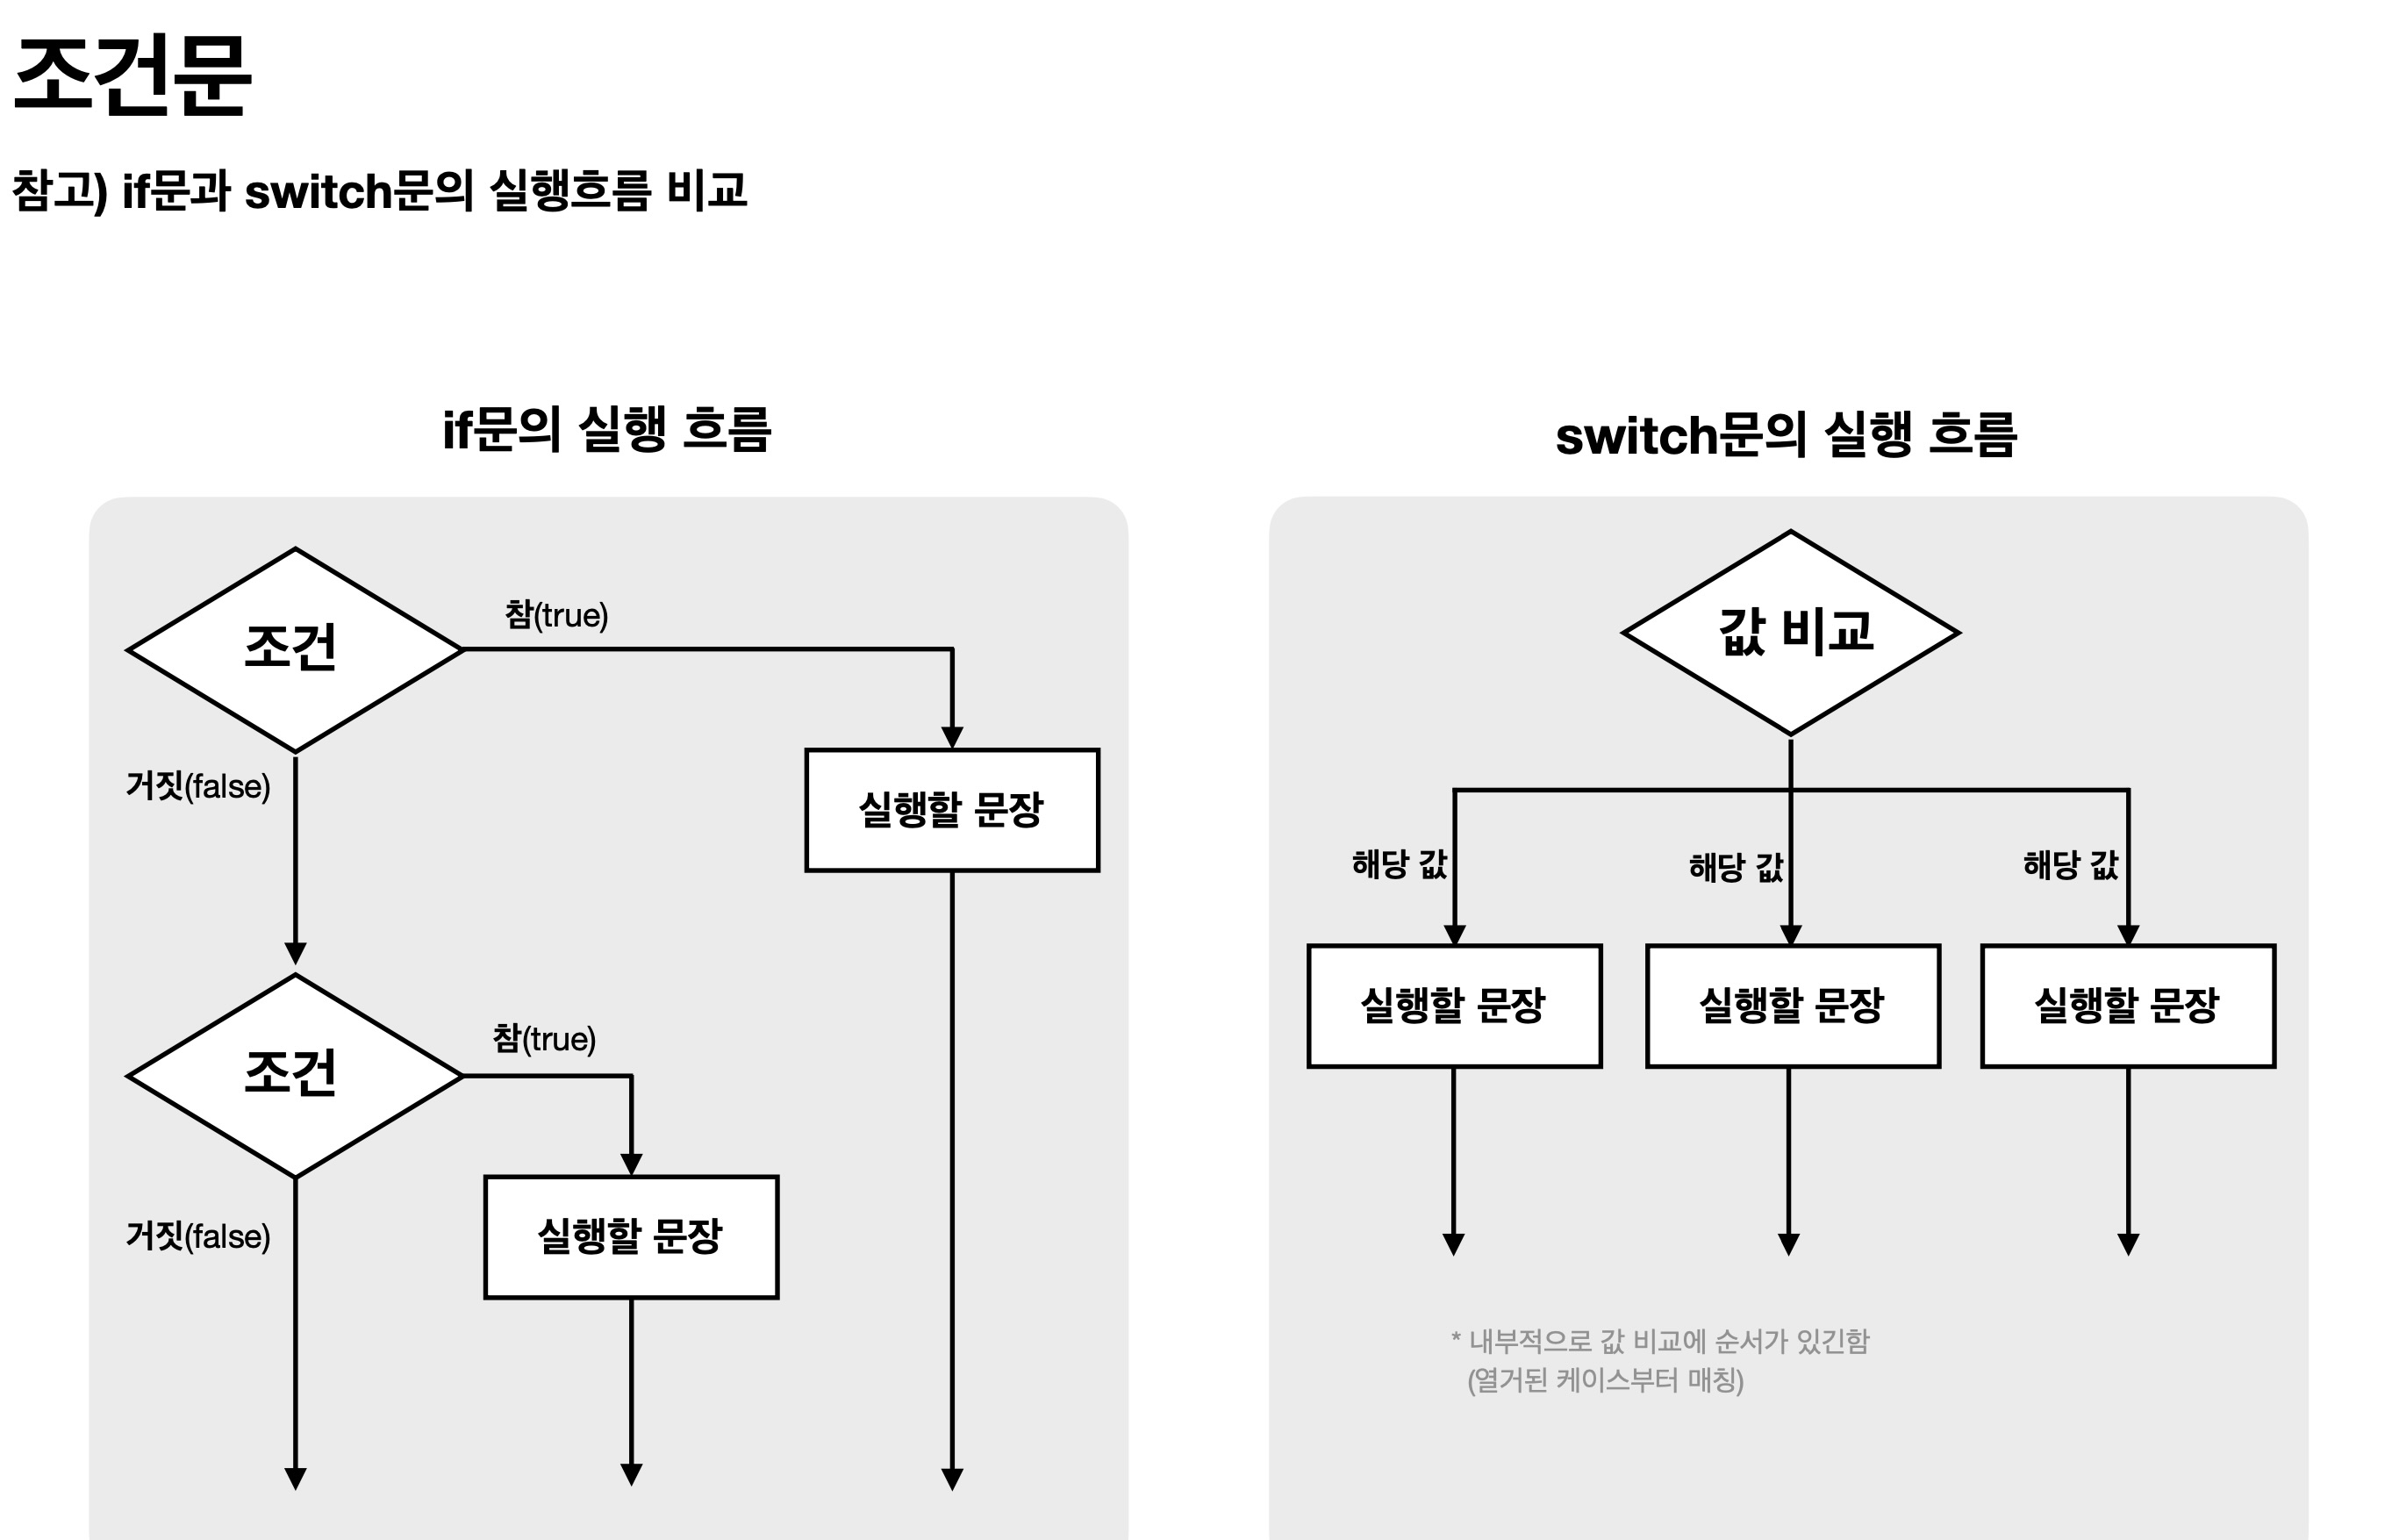 조건문
참고) if문과 switch문의 실행흐름 비교
if문의 실행 흐름
조건
참(true)
거짓(false)
실행할 문장
조건
참(true)
거짓(false)
실행할 문장
switch문의 실행 흐름
값 비교
해당 값
해당 값
해당 값
실행할 문장
실행할 문장
실행할 문장
* 내부적으로 값 비교에 순서가 있긴함
(열거된 케이스부터 매칭)